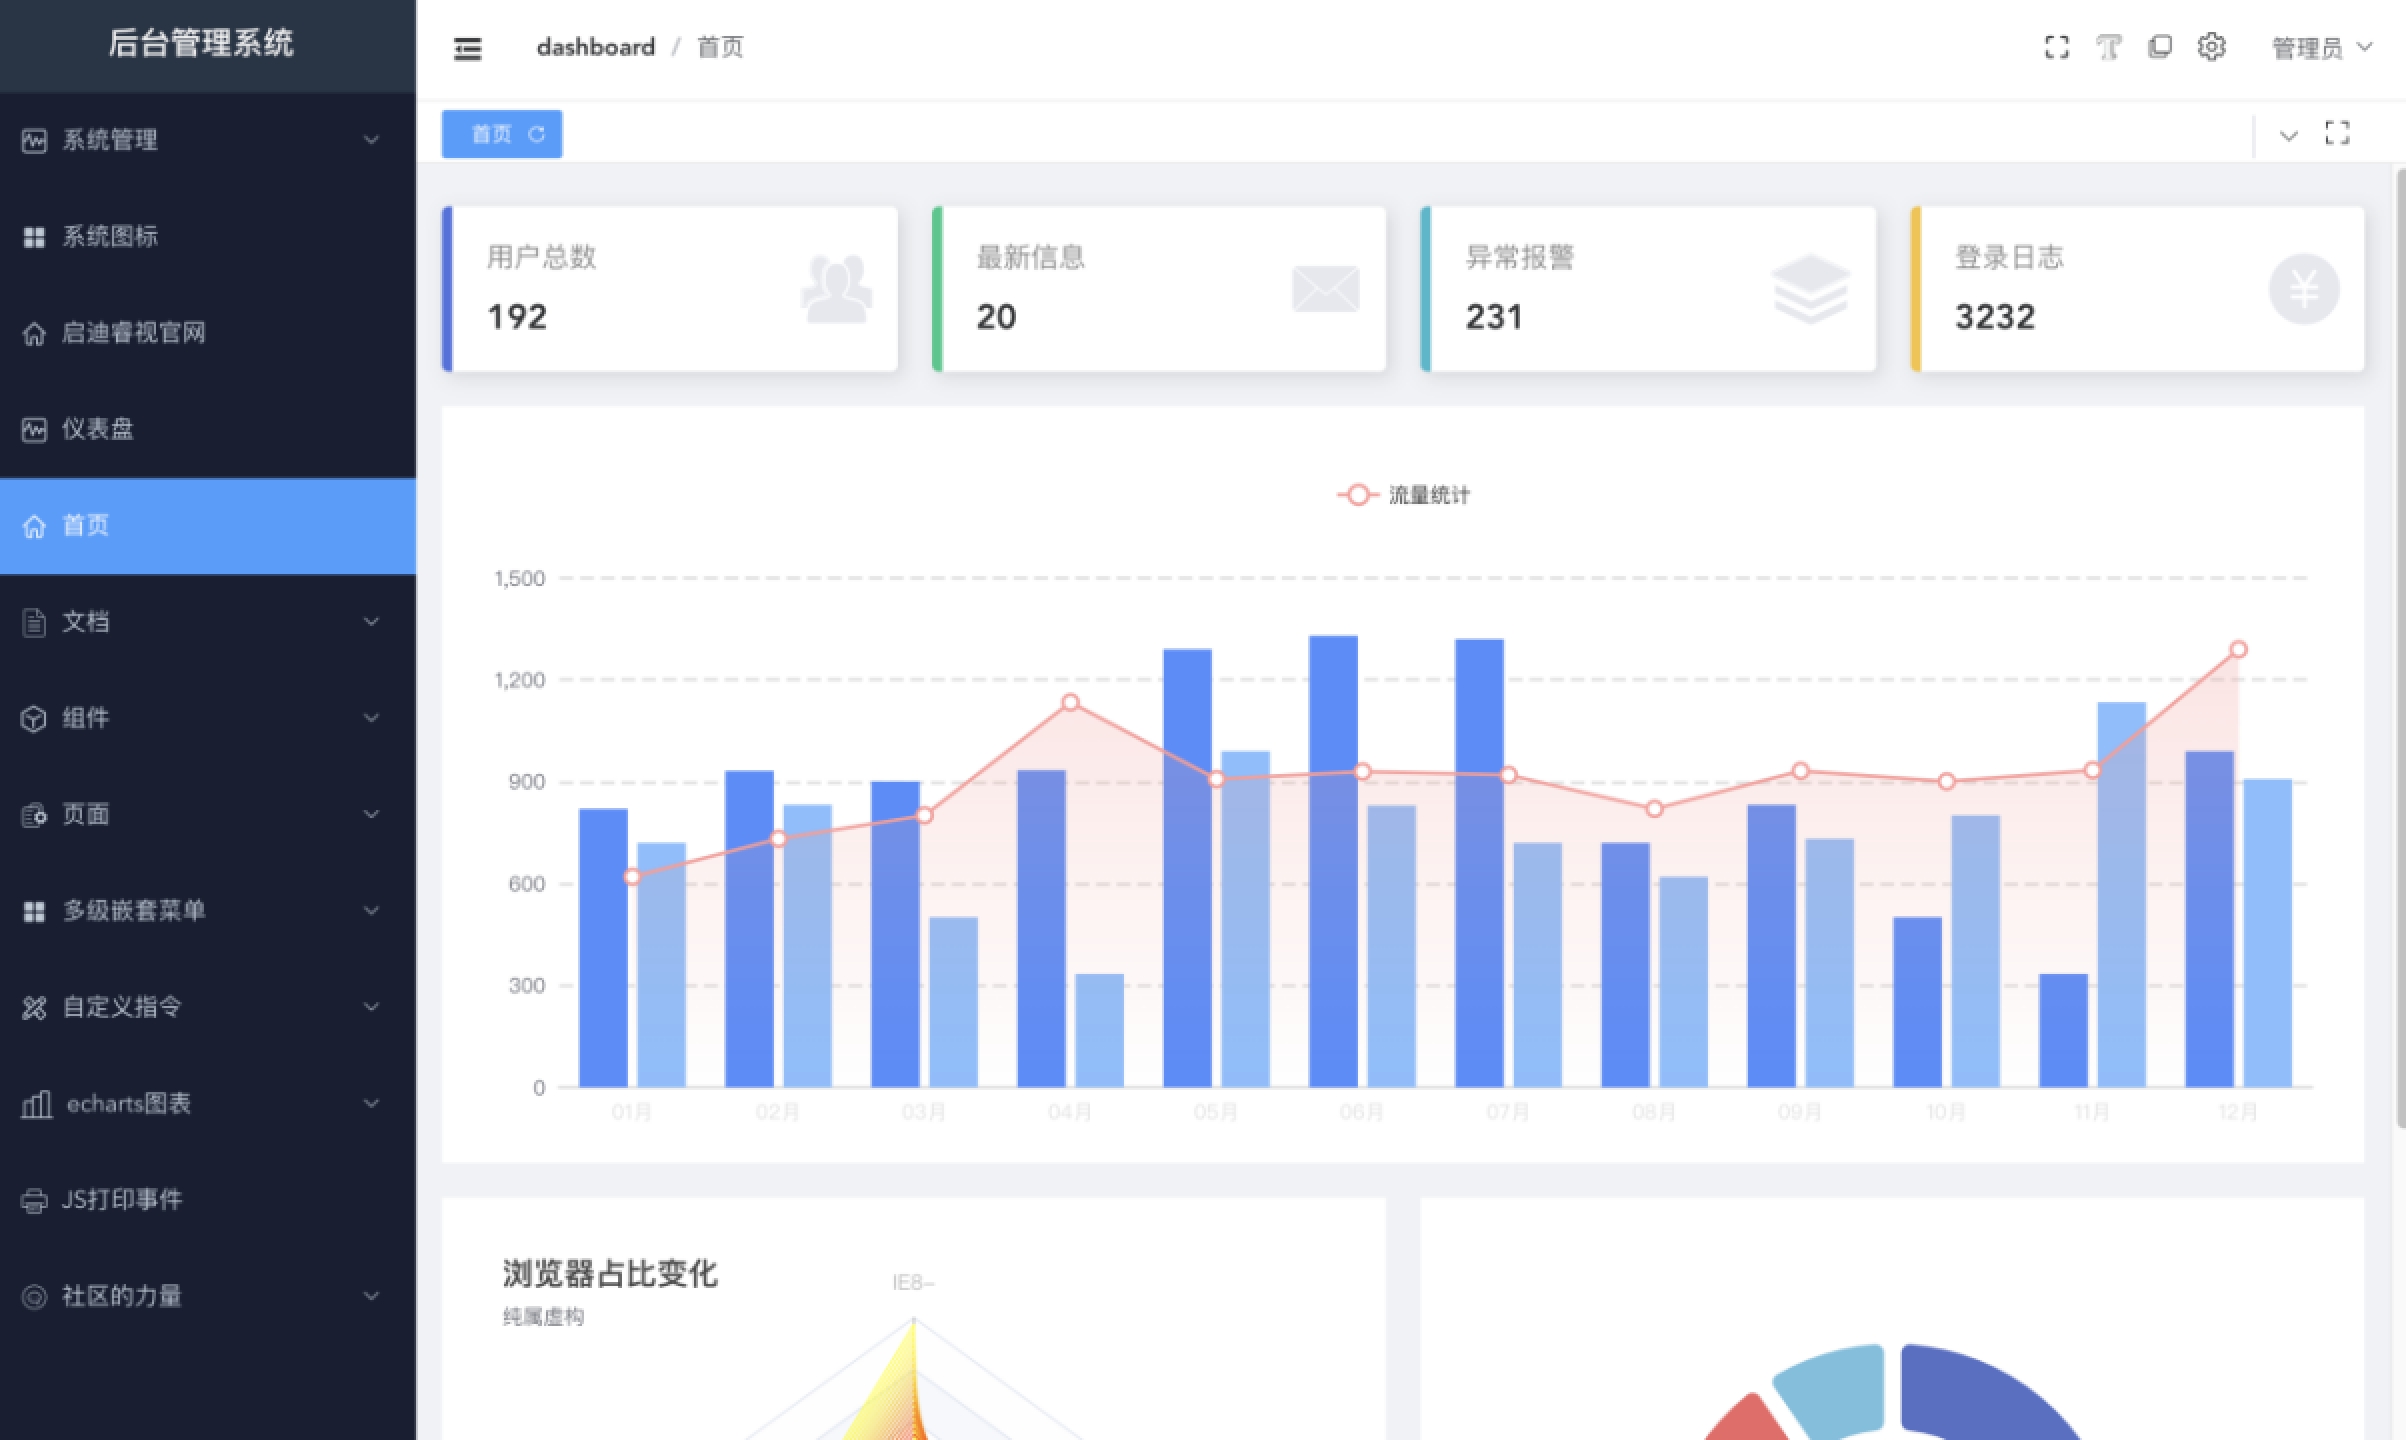 后台管理系统
系统管理
系统图标
启迪睿视官网
仪表盘
首页
文档
组件
页面
多级嵌套菜单
自定义指令
echarts图表
JS打印事件
社区的力量
dashboard / 首页
管理员
首页
用户总数
192
最新信息
20
异常报警
231
登录日志
3232
流量统计
1,500
1,200
900
600
300
0
01月 02月 03月 04月 05月 06月 07月 08月 09月 10月 11月 12月
浏览器占比变化
纯属虚构
IE8-